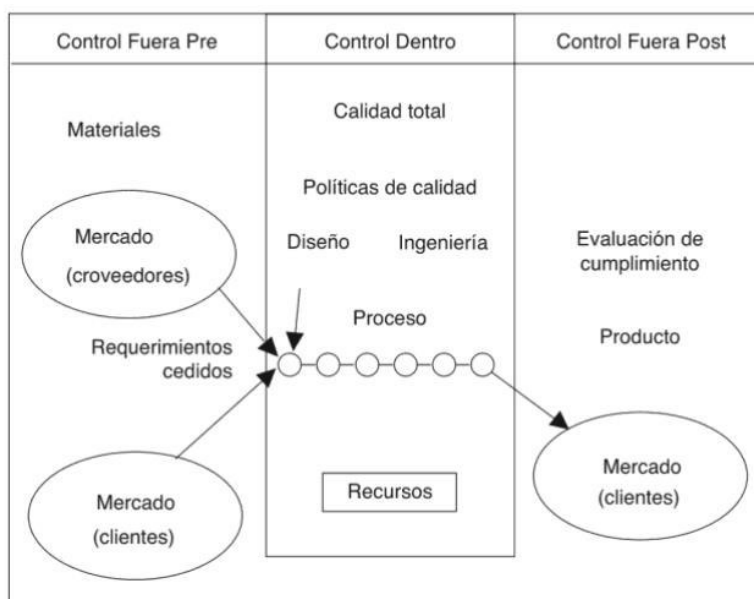 Control Fuera Pre
Control Dentro
Control Fuera Post
Materiales
Mercado
(croveedores)
Requerimientos
cedidos
Mercado
(clientes)
Calidad total
Políticas de calidad
Diseño
Ingeniería
Proceso
Recursos
Evaluación de
cumplimiento
Producto
Mercado
(clientes)